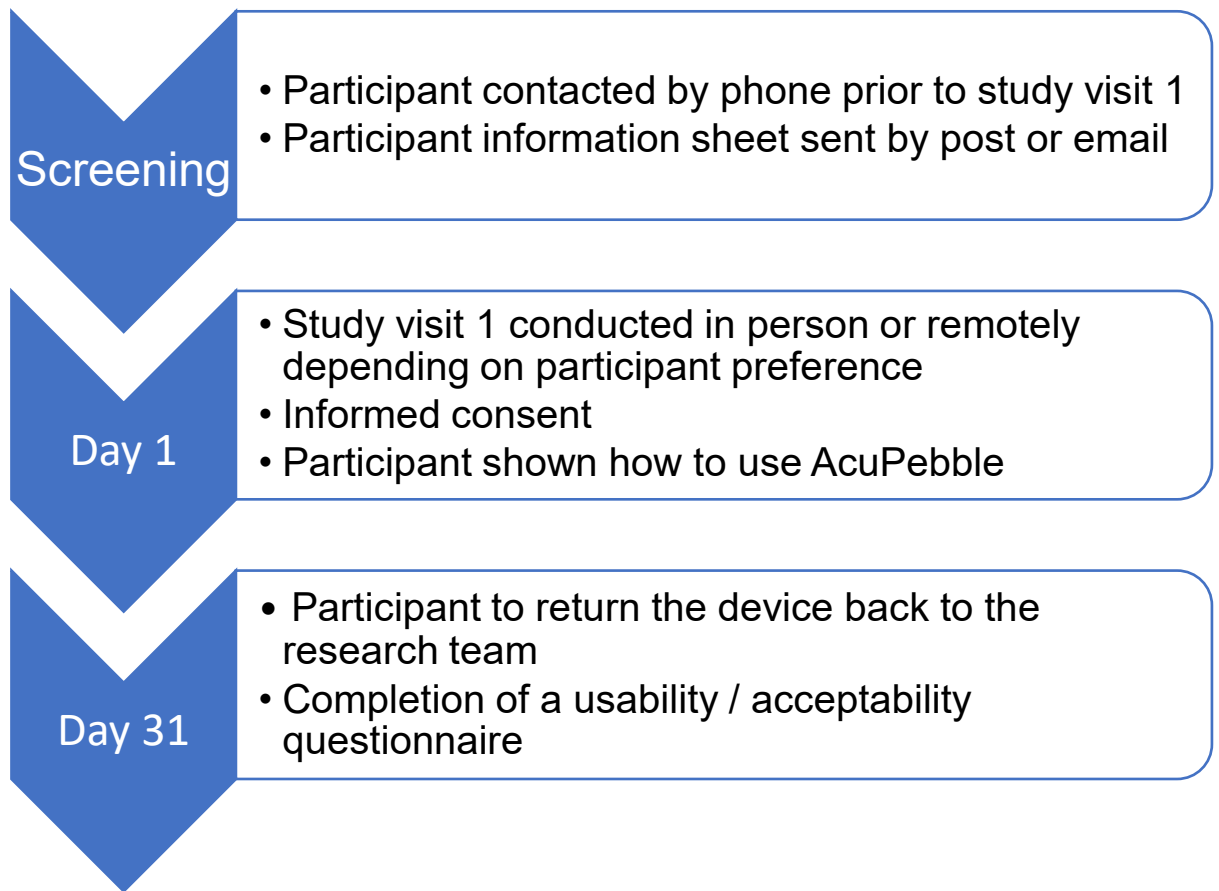 Screening
• Participant contacted by phone prior to study visit 1
• Participant information sheet sent by post or email
Day 1
• Study visit 1 conducted in person or remotely
depending on participant preference
• Informed consent
• Participant shown how to use AcuPebble
Day 31
• Participant to return the device back to the
research team
• Completion of a usability / acceptability
questionnaire